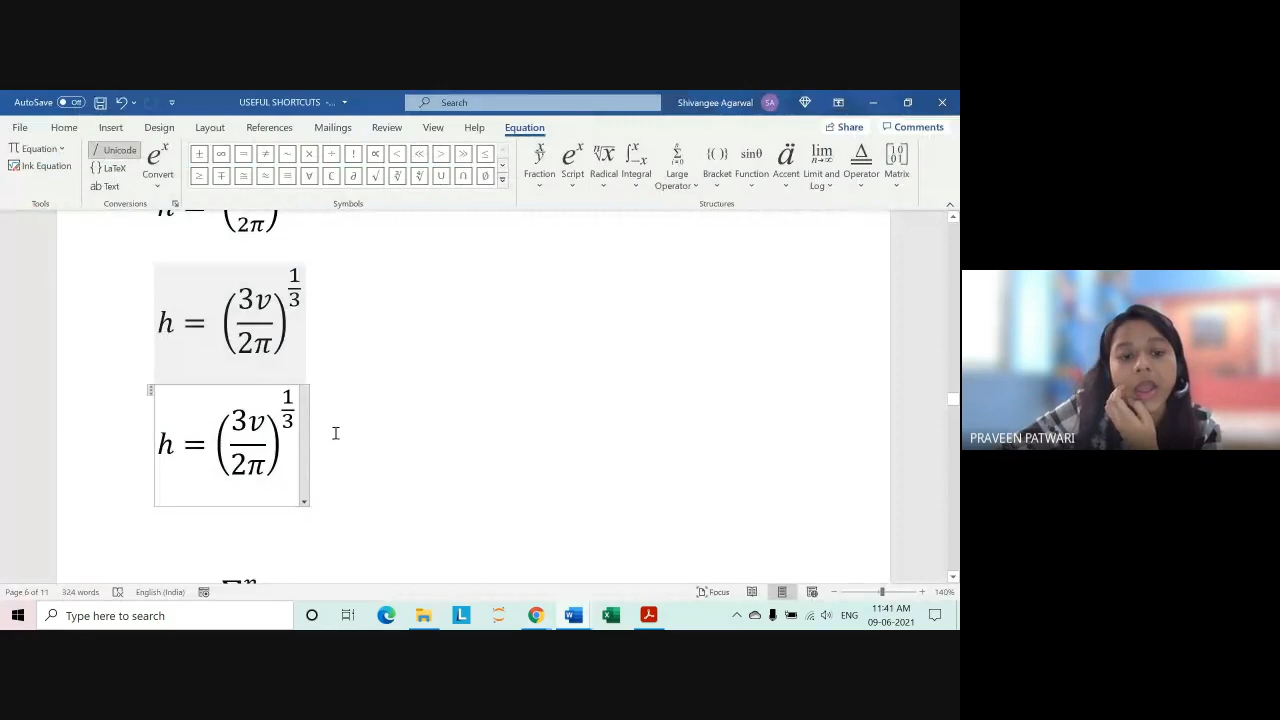 AutoSave Off USEFUL SHORTCUTS -... Search Shivangee Agarwal SA
File Home Insert Design Layout References Mailings Review View Help Equation Share Comments
Equation Unicode
Ink Equation LaTeX
Text
Convert
± ∞ = ≠ ~ × ÷ ! ∝ < ≪ > ≫ ≤
≥ ∓ ≅ ≈ ≡ ∀ ∁ ∂ √ ∛ ∜ ∪ ∩ ∅
Fraction Script Radical Integral Large Operator Bracket Function Accent Limit and Log Operator Matrix
Tools Conversions Symbols Structures
2π
h = (3v/2π)^(1/3)
h = (3v/2π)^(1/3)
PRAVEEN PATWARI
Page 6 of 11 324 words English (India) Focus 140%
Type here to search ENG 11:41 AM
09-06-2021